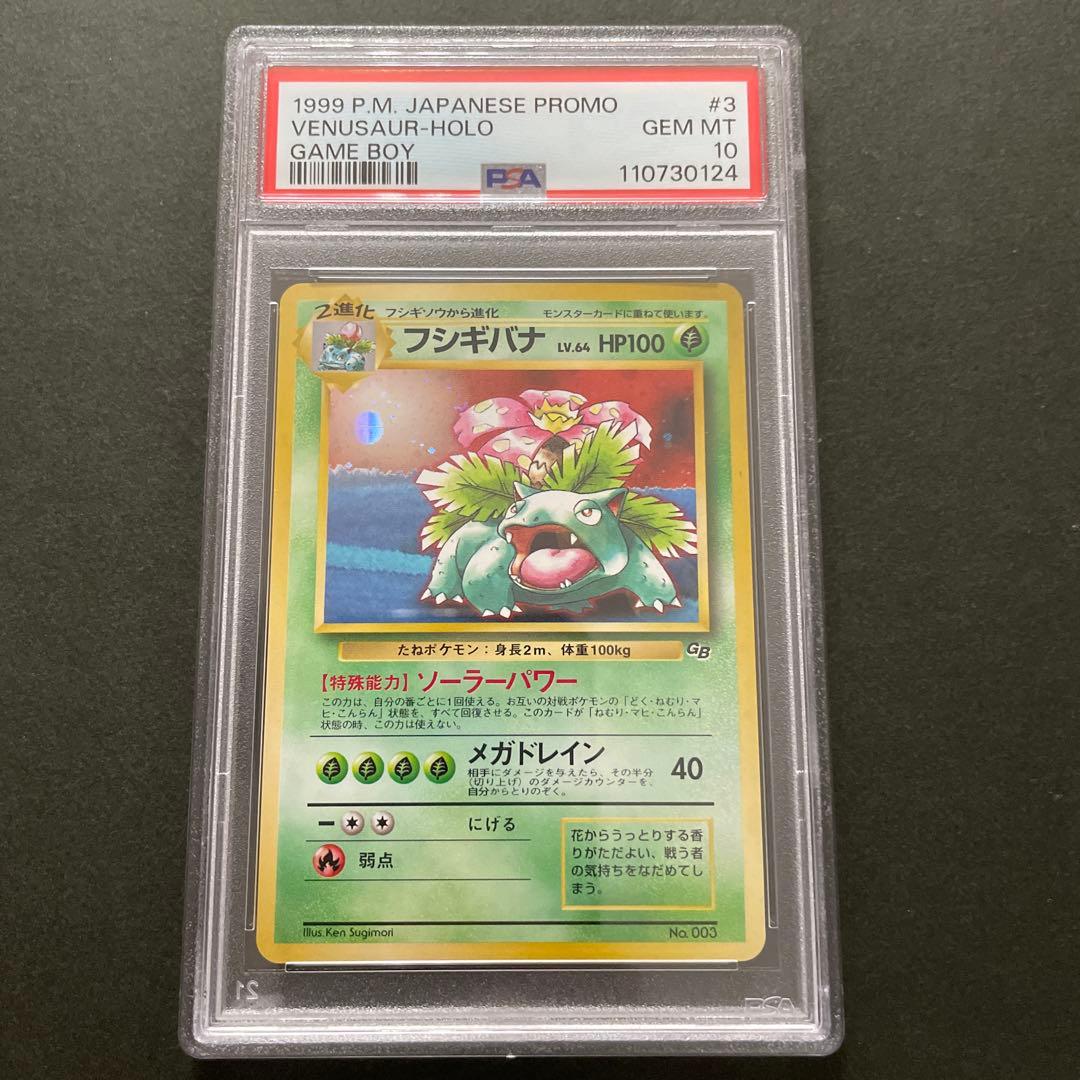 1999 P.M. JAPANESE PROMO #3
VENUSAUR-HOLO GEM MT
GAME BOY 10
PSA 110730124
2進化 フシギソウから進化 モンスターカードに重ねて使います。
フシギバナ LV.64 HP100
たねポケモン：身長2m、体重100kg
GB
【特殊能力】ソーラーパワー
この力は、自分の番ごとに1回使える。お互いの対戦ポケモンの「どく・ねむり・マ
ヒ・こんらん」状態を、すべて回復させる。このカードが「ねむり・マヒ・こんらん」
状態の時、この力は使えない。
メガドレイン 40
相手にダメージを与えたら、その半分
（切り上げ）のダメージカウンターを、
自分からとりのぞく。
にげる
弱点
花からうっとりする香
りがただよい、戦う者
の気持ちをなだめてし
まう。
Illus. Ken Sugimori No. 003
21
PSA